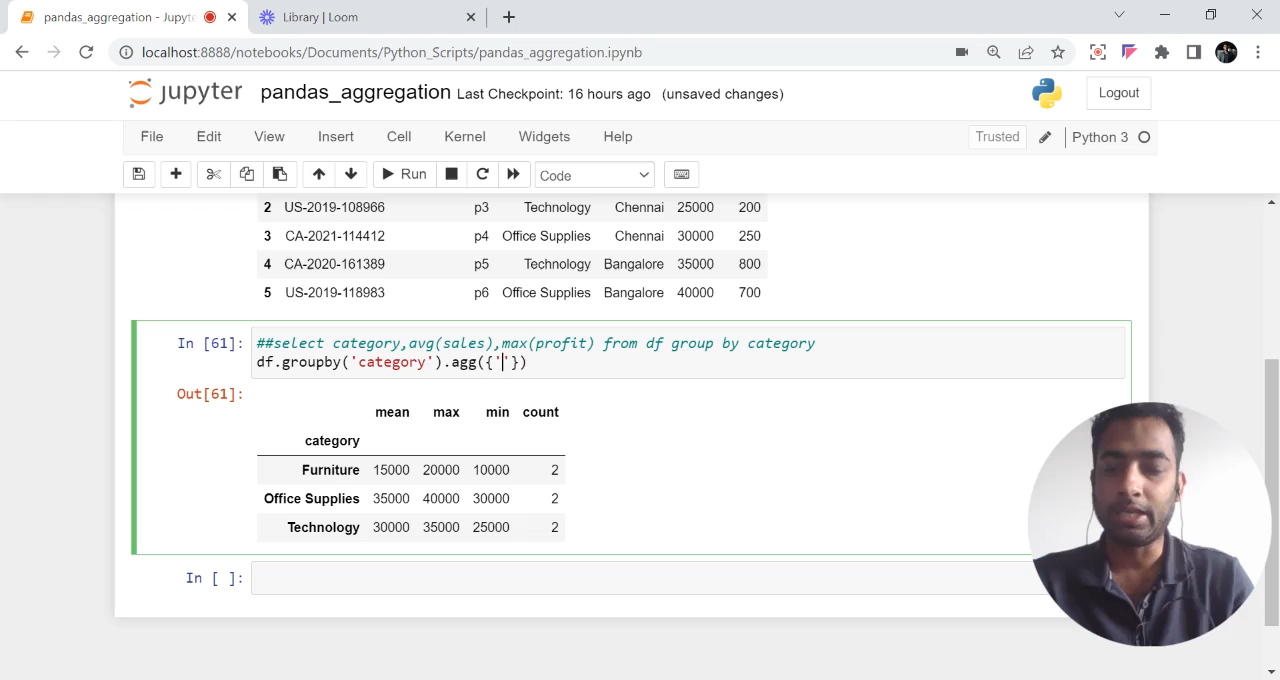 pandas_aggregation - Jupyte
Library | Loom
localhost:8888/notebooks/Documents/Python_Scripts/pandas_aggregation.ipynb
jupyter pandas_aggregation Last Checkpoint: 16 hours ago (unsaved changes)
Logout
File Edit View Insert Cell Kernel Widgets Help
Trusted Python 3
Run Code
2 US-2019-108966 p3 Technology Chennai 25000 200
3 CA-2021-114412 p4 Office Supplies Chennai 30000 250
4 CA-2020-161389 p5 Technology Bangalore 35000 800
5 US-2019-118983 p6 Office Supplies Bangalore 40000 700
In [61]: ##select category,avg(sales),max(profit) from df group by category
df.groupby('category').agg({''})
Out[61]:
mean max min count
category
Furniture 15000 20000 10000 2
Office Supplies 35000 40000 30000 2
Technology 30000 35000 25000 2
In [ ]: